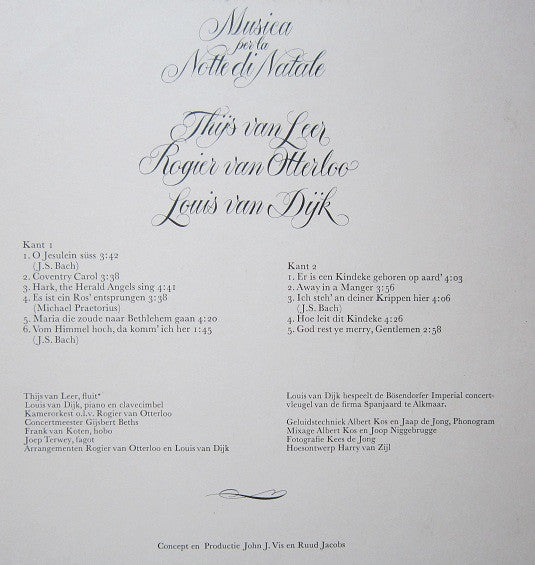 Musica
per la
Notte di Natale
Thijs van Leer
Rogier van Otterloo
Louis van Dijk
Kant 1
1. O Jesulein süss 3:42
(J.S. Bach)
2. Coventry Carol 3:38
3. Hark, the Herald Angels sing 4:41
4. Es ist ein Ros' entsprungen 3:38
(Michael Praetorius)
5. Maria die zoude naar Bethlehem gaan 4:20
6. Vom Himmel hoch, da komm' ich her 1:45
(J.S. Bach)
Kant 2
1. Er is een Kindeke geboren op aard' 4:03
2. Away in a Manger 3:56
3. Ich steh' an deiner Krippen hier 4:06
(J.S. Bach)
4. Hoe leit dit Kindeke 4:26
5. God rest ye merry, Gentlemen 2:58
Thijs van Leer, fluit*
Louis van Dijk, piano en clavecimbel
Kamerorkest o.l.v. Rogier van Otterloo
Concertmeester Gijsbert Beths
Frank van Koten, hobo
Joep Terwey, fagot
Arrangementen Rogier van Otterloo en Louis van Dijk
Louis van Dijk bespeelt de Bösendorfer Imperial concert-
vleugel van de firma Spanjaard te Alkmaar.
Geluidstechniek Albert Kos en Jaap de Jong, Phonogram
Mixage Albert Kos en Joop Niggebrugge
Fotografie Kees de Jong
Hoesontwerp Harry van Zijl
Concept en Productie John J. Vis en Ruud Jacobs